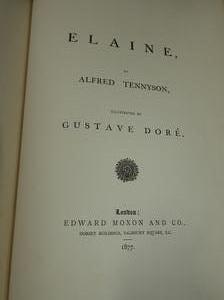 ELAINE,
BY
ALFRED TENNYSON,
ILLUSTRATED BY
GUSTAVE DORÉ.
London:
EDWARD MOXON AND CO.,
DORSET BUILDINGS, SALISBURY SQUARE, E.C.
1877.